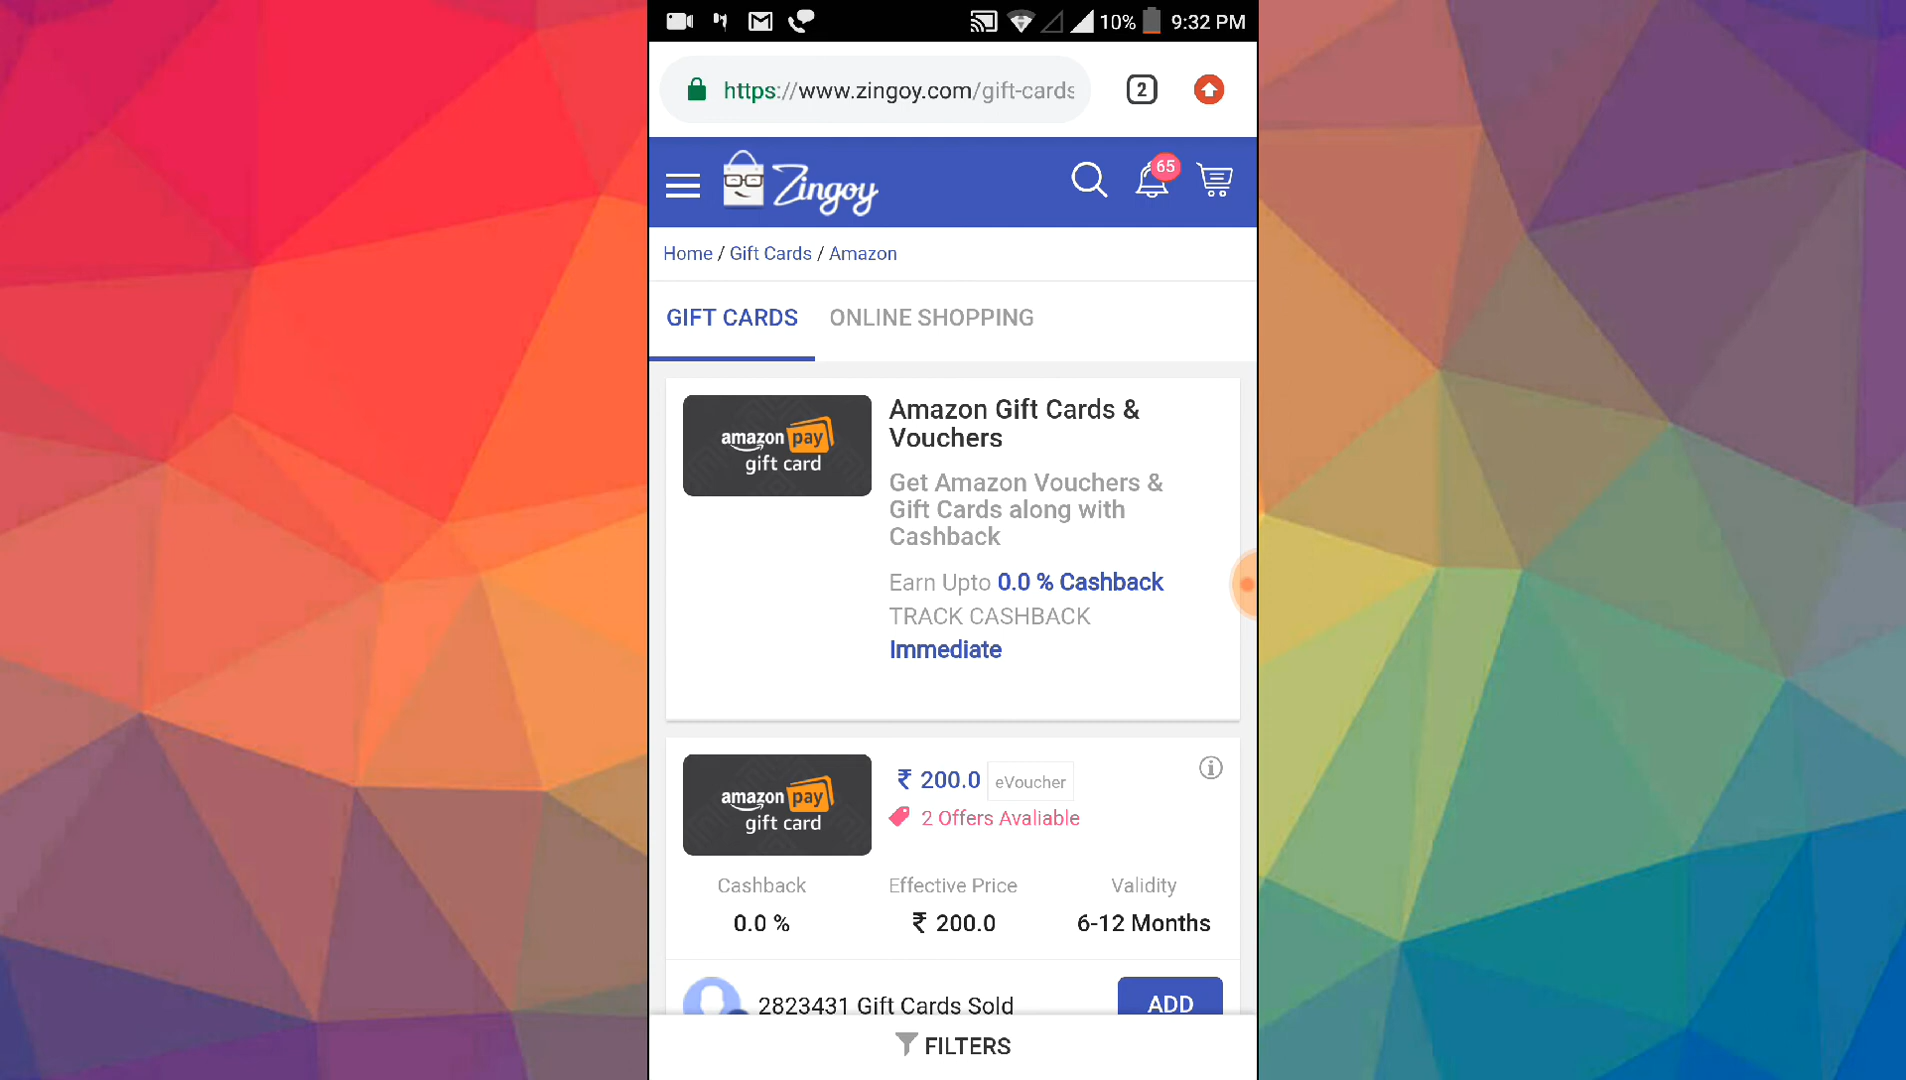 10% 9:32 PM
https://www.zingoy.com/gift-cards 2
Zingoy 65
Home / Gift Cards / Amazon
GIFT CARDS ONLINE SHOPPING
amazon pay
gift card
Amazon Gift Cards &
Vouchers
Get Amazon Vouchers &
Gift Cards along with
Cashback
Earn Upto 0.0 % Cashback
TRACK CASHBACK
Immediate
amazon pay
gift card
₹ 200.0 eVoucher
2 Offers Avaliable
Cashback Effective Price Validity
0.0 % ₹ 200.0 6-12 Months
2823431 Gift Cards Sold ADD
FILTERS